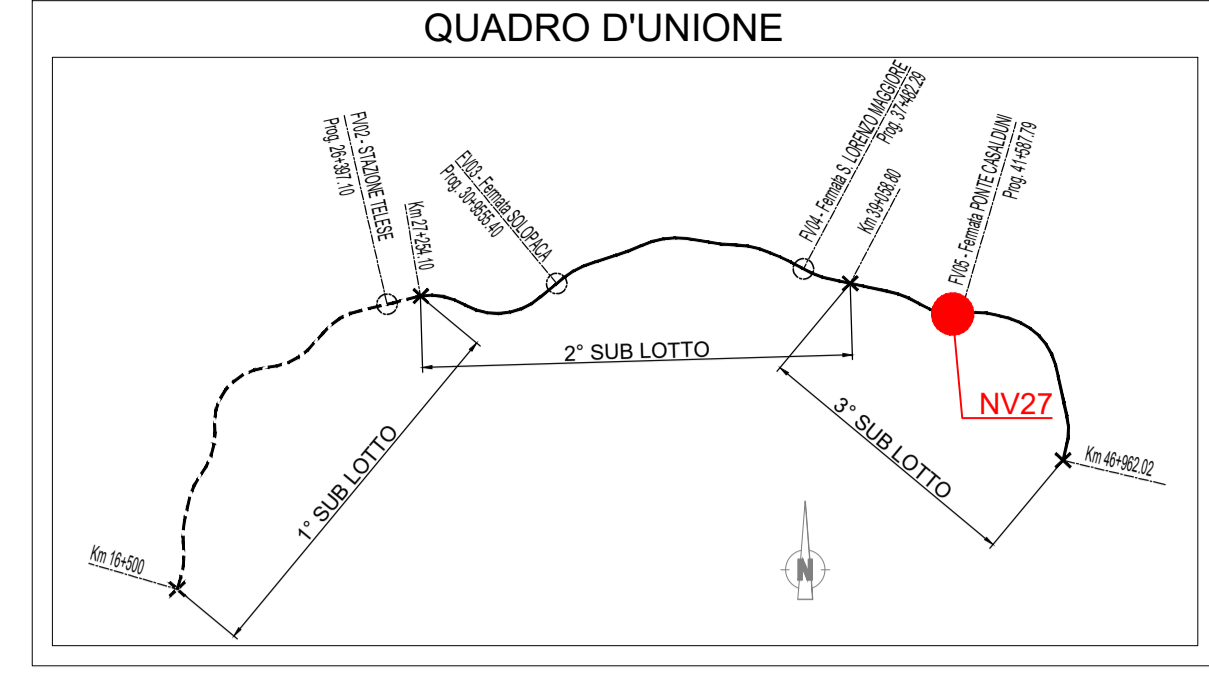 QUADRO D'UNIONE
FV02 - STAZIONE TELESE
Prog. 26+397.10
Km 27+254.10
FV03 - Fermata SOLOPACA
Prog. 30+9555.40
FV04 - Fermata S. LORENZO MAGGIORE
Prog. 37+482.29
Km 39+058.80
FV05 - Fermata PONTE CASALDUNI
Prog. 41+587.79
2° SUB LOTTO
NV27
3° SUB LOTTO
1° SUB LOTTO
Km 46+962.02
Km 16+500
N